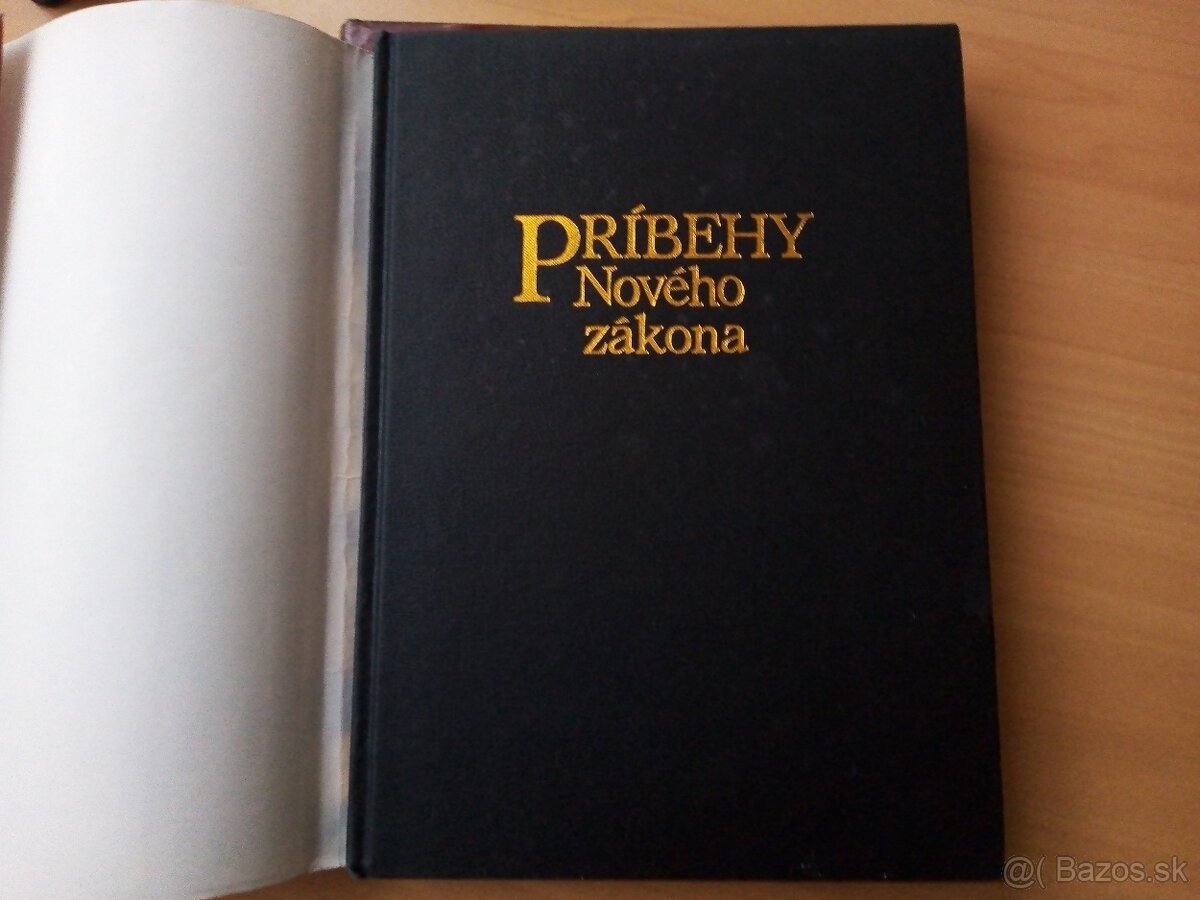 PRÍBEHY
Nového
zákona
@( Bazos.sk